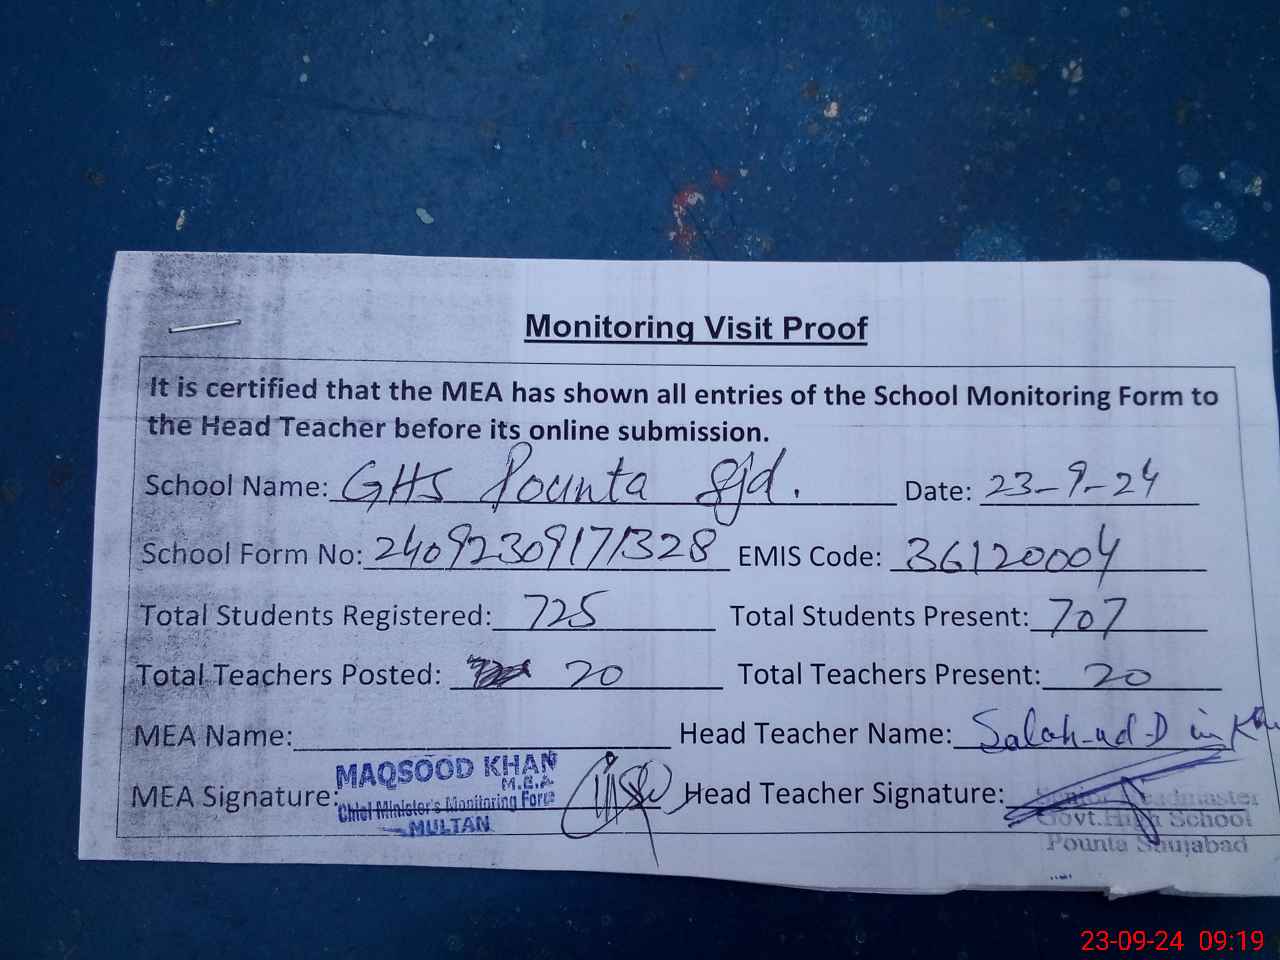 Monitoring Visit Proof
It is certified that the MEA has shown all entries of the School Monitoring Form to
the Head Teacher before its online submission.
School Name: GHS Pounta Sjd. Date: 23-9-24
School Form No: 24092309171328 EMIS Code: 36120004
Total Students Registered: 725 Total Students Present: 707
Total Teachers Posted: 20 Total Teachers Present: 20
MEA Name: Head Teacher Name: Salah-ud-Din
MEA Signature: Head Teacher Signature:
MAQSOOD KHAN
M.E.A
Chief Minister's Monitoring Force
MULTAN
Senior Headmaster
Govt.High School
Pounta Shujabad
23-09-24 09:19